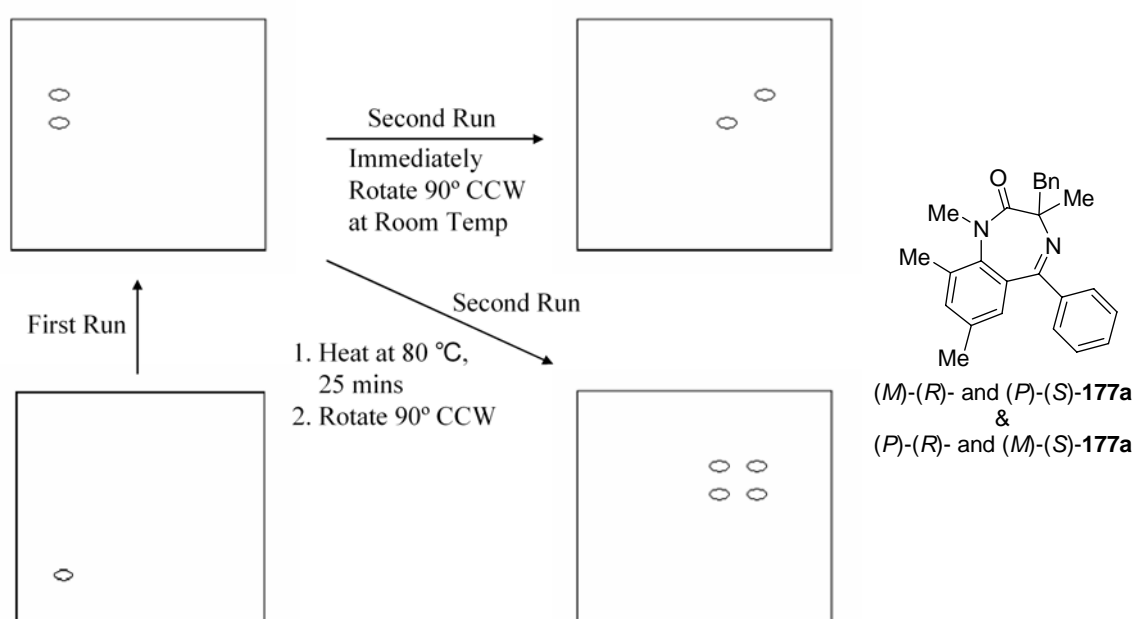 Second Run
Immediately
Rotate 90º CCW
at Room Temp
First Run
Second Run
1. Heat at 80 ℃,
25 mins
2. Rotate 90º CCW
O
Bn
Me
Me
N
N
Me
Me
(M)-(R)- and (P)-(S)-177a
&
(P)-(R)- and (M)-(S)-177a